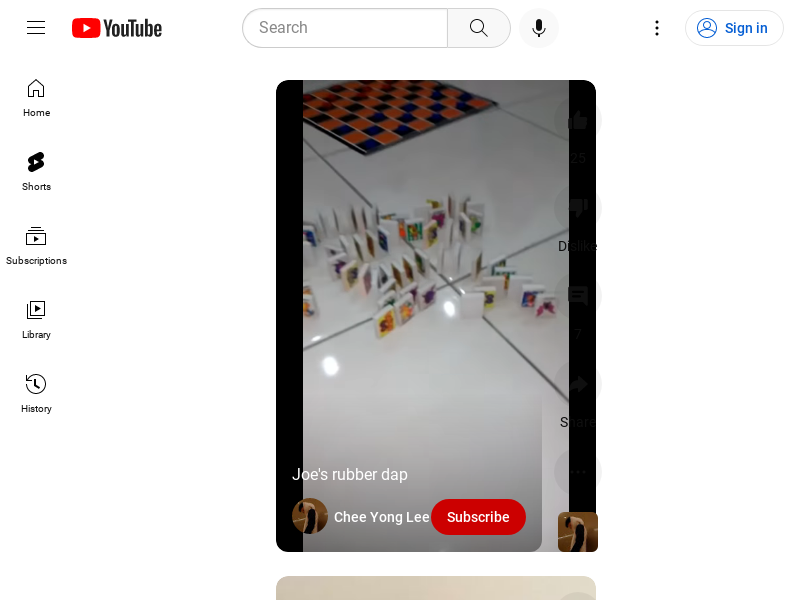 YouTube
Search
Sign in
Home
Shorts
Subscriptions
Library
History
25
Dislike
7
Share
Joe's rubber dap
Chee Yong Lee
Subscribe